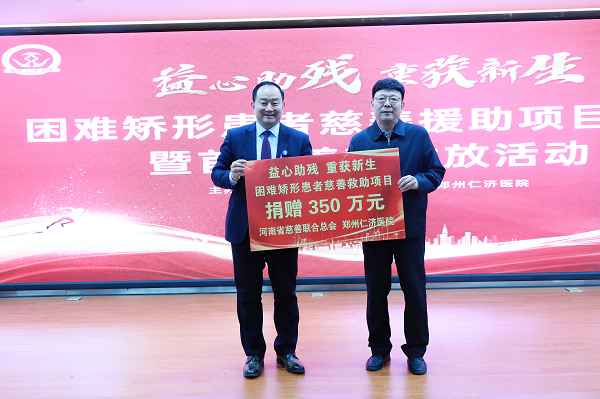 益心助残 重获新生
困难矫形患者慈善援助项目
暨首 放活动
郑州仁济医院
益心助残 重获新生
困难矫形患者慈善救助项目
捐赠 350 万元
河南省慈善联合总会 郑州仁济医院